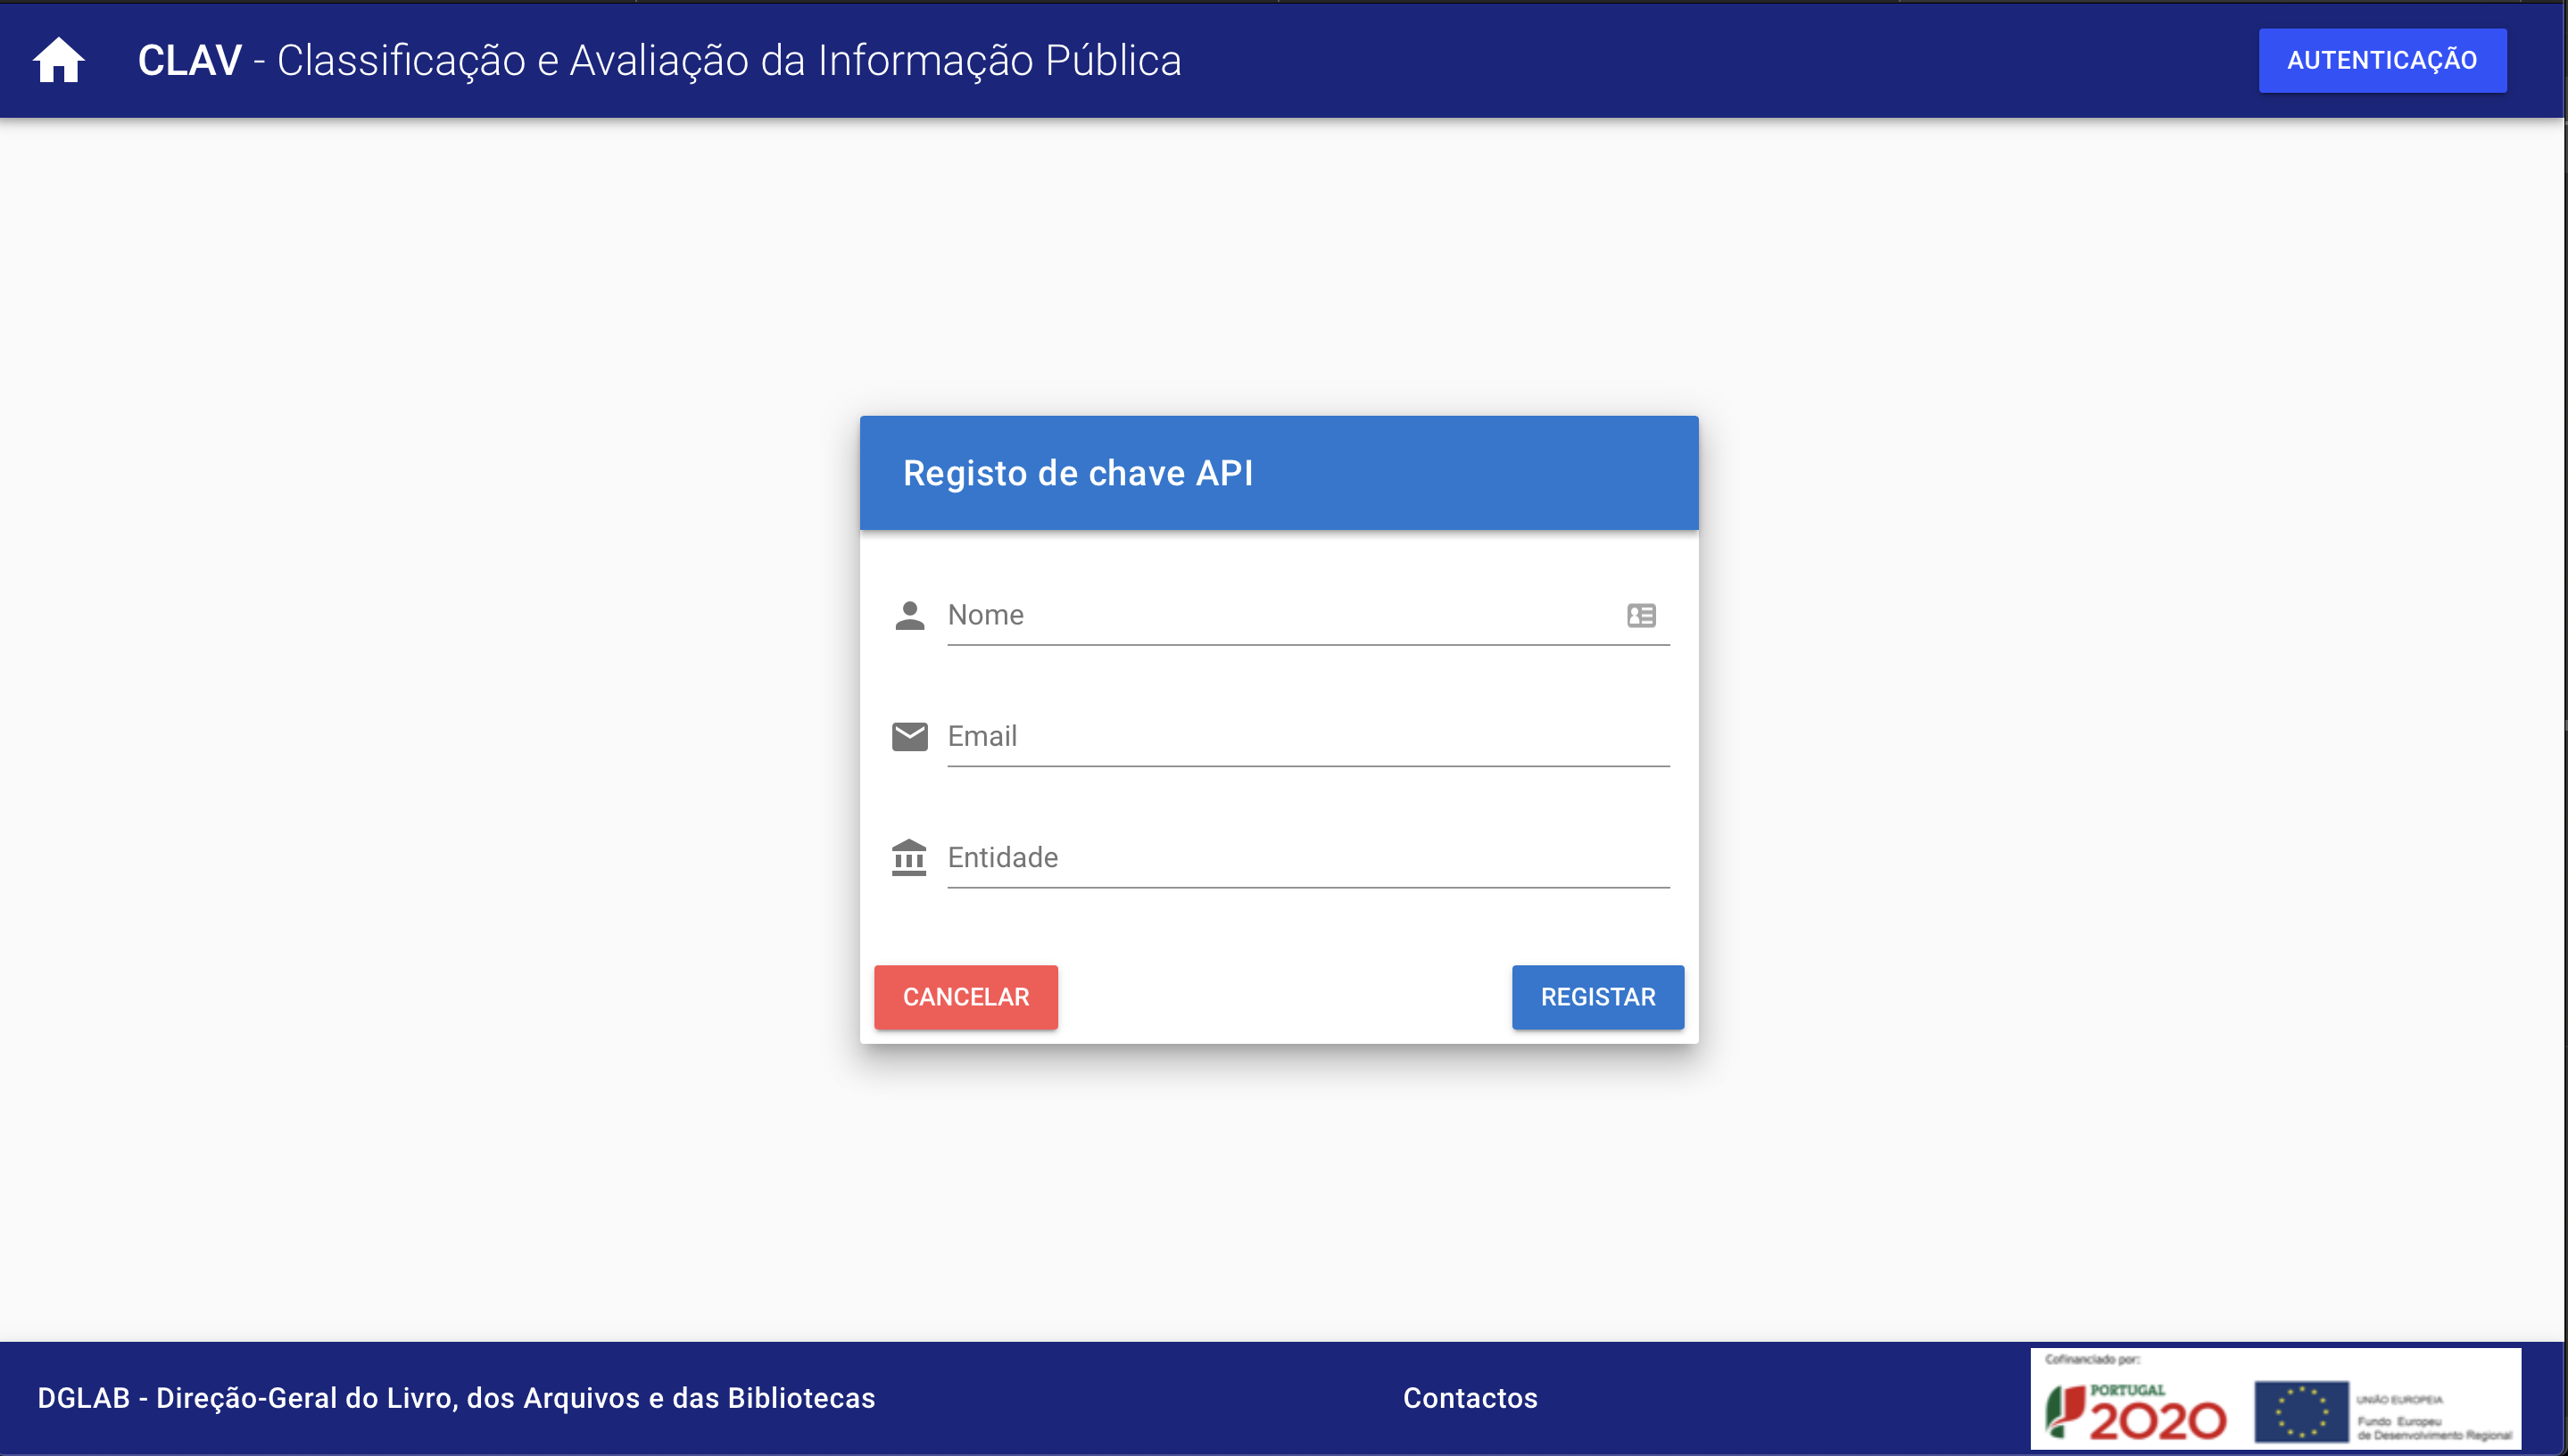 CLAV - Classificação e Avaliação da Informação Pública
AUTENTICAÇÃO
Registo de chave API
Nome
Email
Entidade
CANCELAR
REGISTAR
DGLAB - Direção-Geral do Livro, dos Arquivos e das Bibliotecas
Contactos
Cofinanciado por:
PORTUGAL
2020
UNIÃO EUROPEIA
Fundo Europeu
de Desenvolvimento Regional